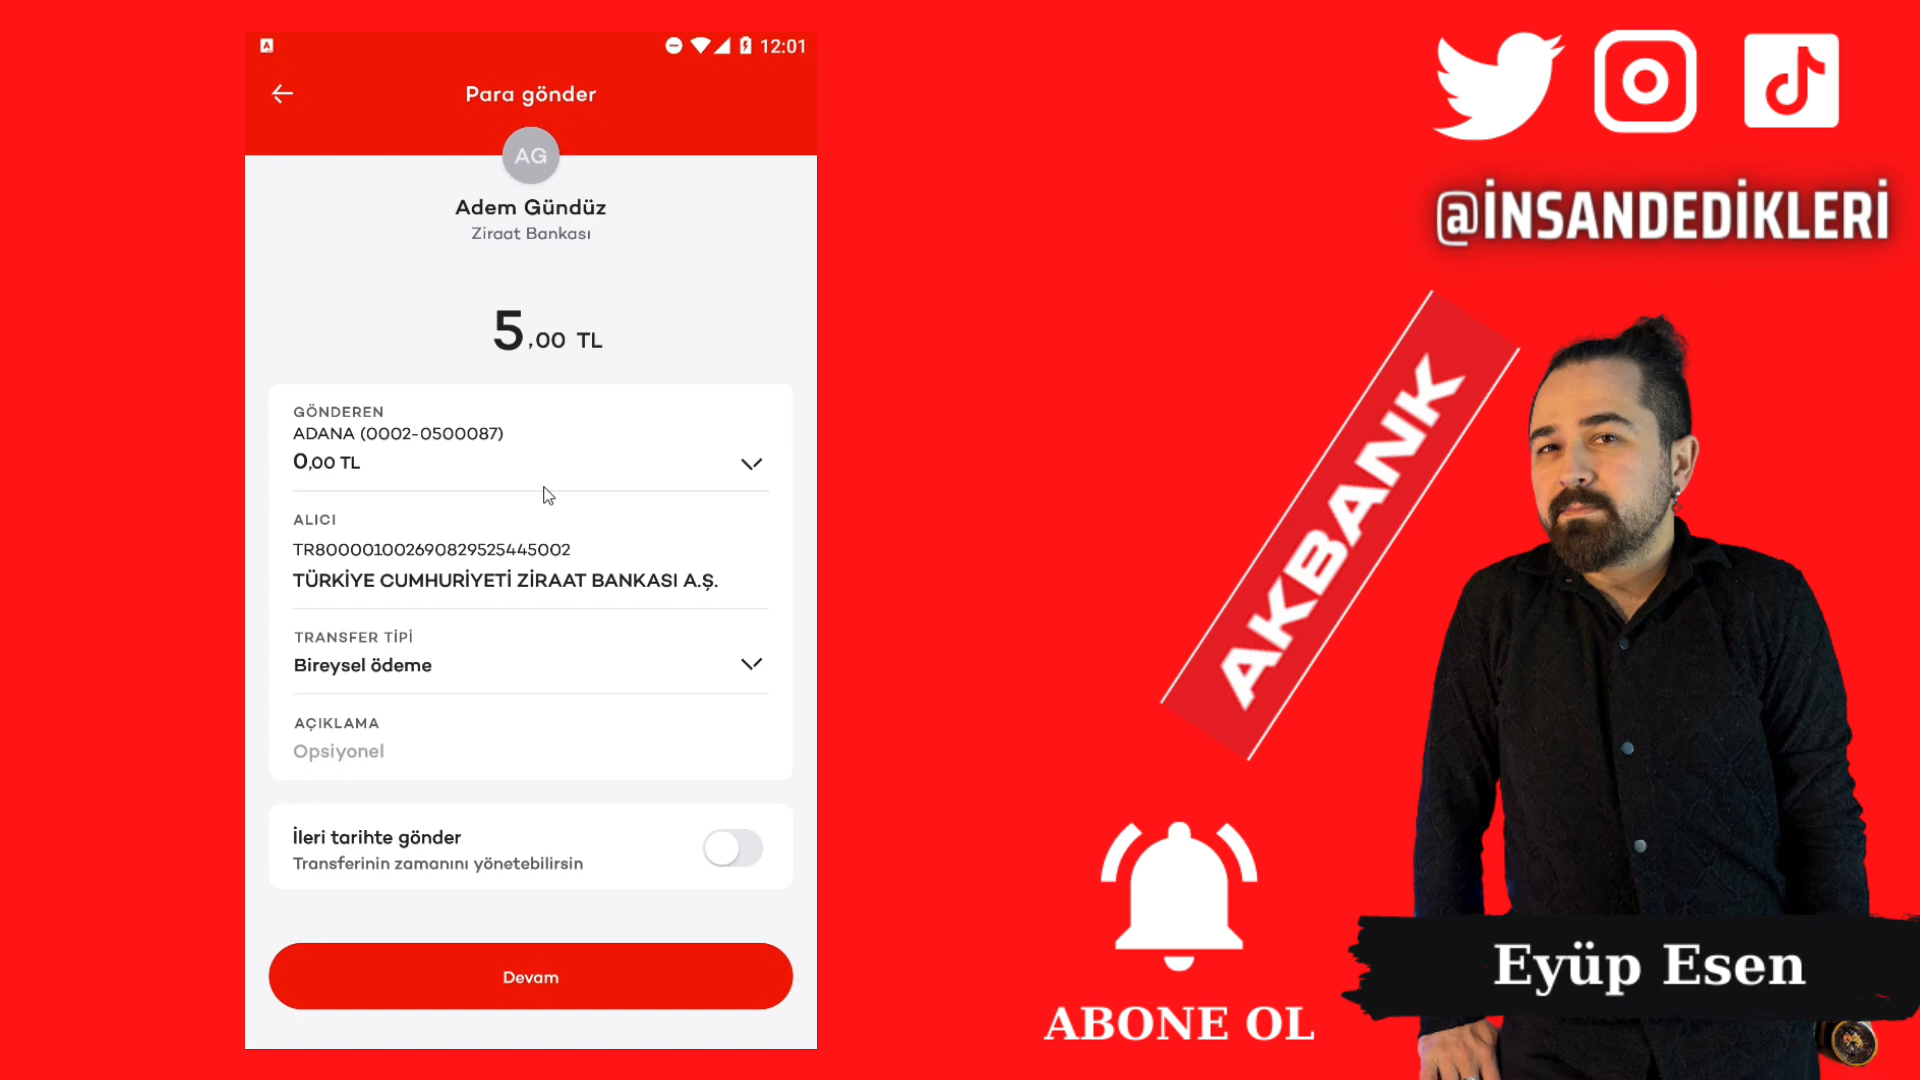 12:01
Para gönder
AG
Adem Gündüz
Ziraat Bankası
5,00 TL
GÖNDEREN
ADANA (0002-0500087)
0,00 TL
ALICI
TR800001002690829525445002
TÜRKİYE CUMHURİYETİ ZİRAAT BANKASI A.Ş.
TRANSFER TİPİ
Bireysel ödeme
AÇIKLAMA
Opsiyonel
İleri tarihte gönder
Transferinin zamanını yönetebilirsin
Devam
@İNSANDEDİKLERİ
AKBANK
ABONE OL
Eyüp Esen